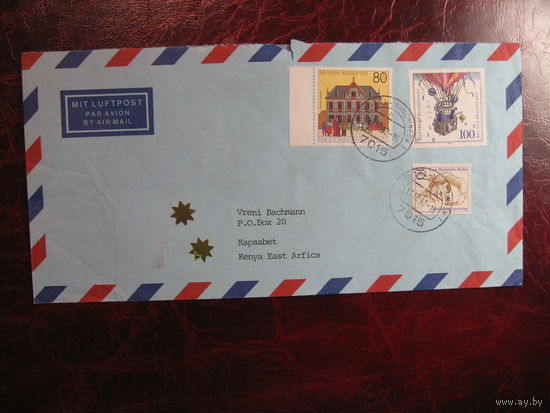 MIT LUFTPOST
PAR AVION
BY AIR MAIL
DEUTSCHE BUNDESPOST
80
100
7015
7015
Vreni Bachmann
P.O.Box 20
Kapsabet
Kenya East Arfica
www.ay.by